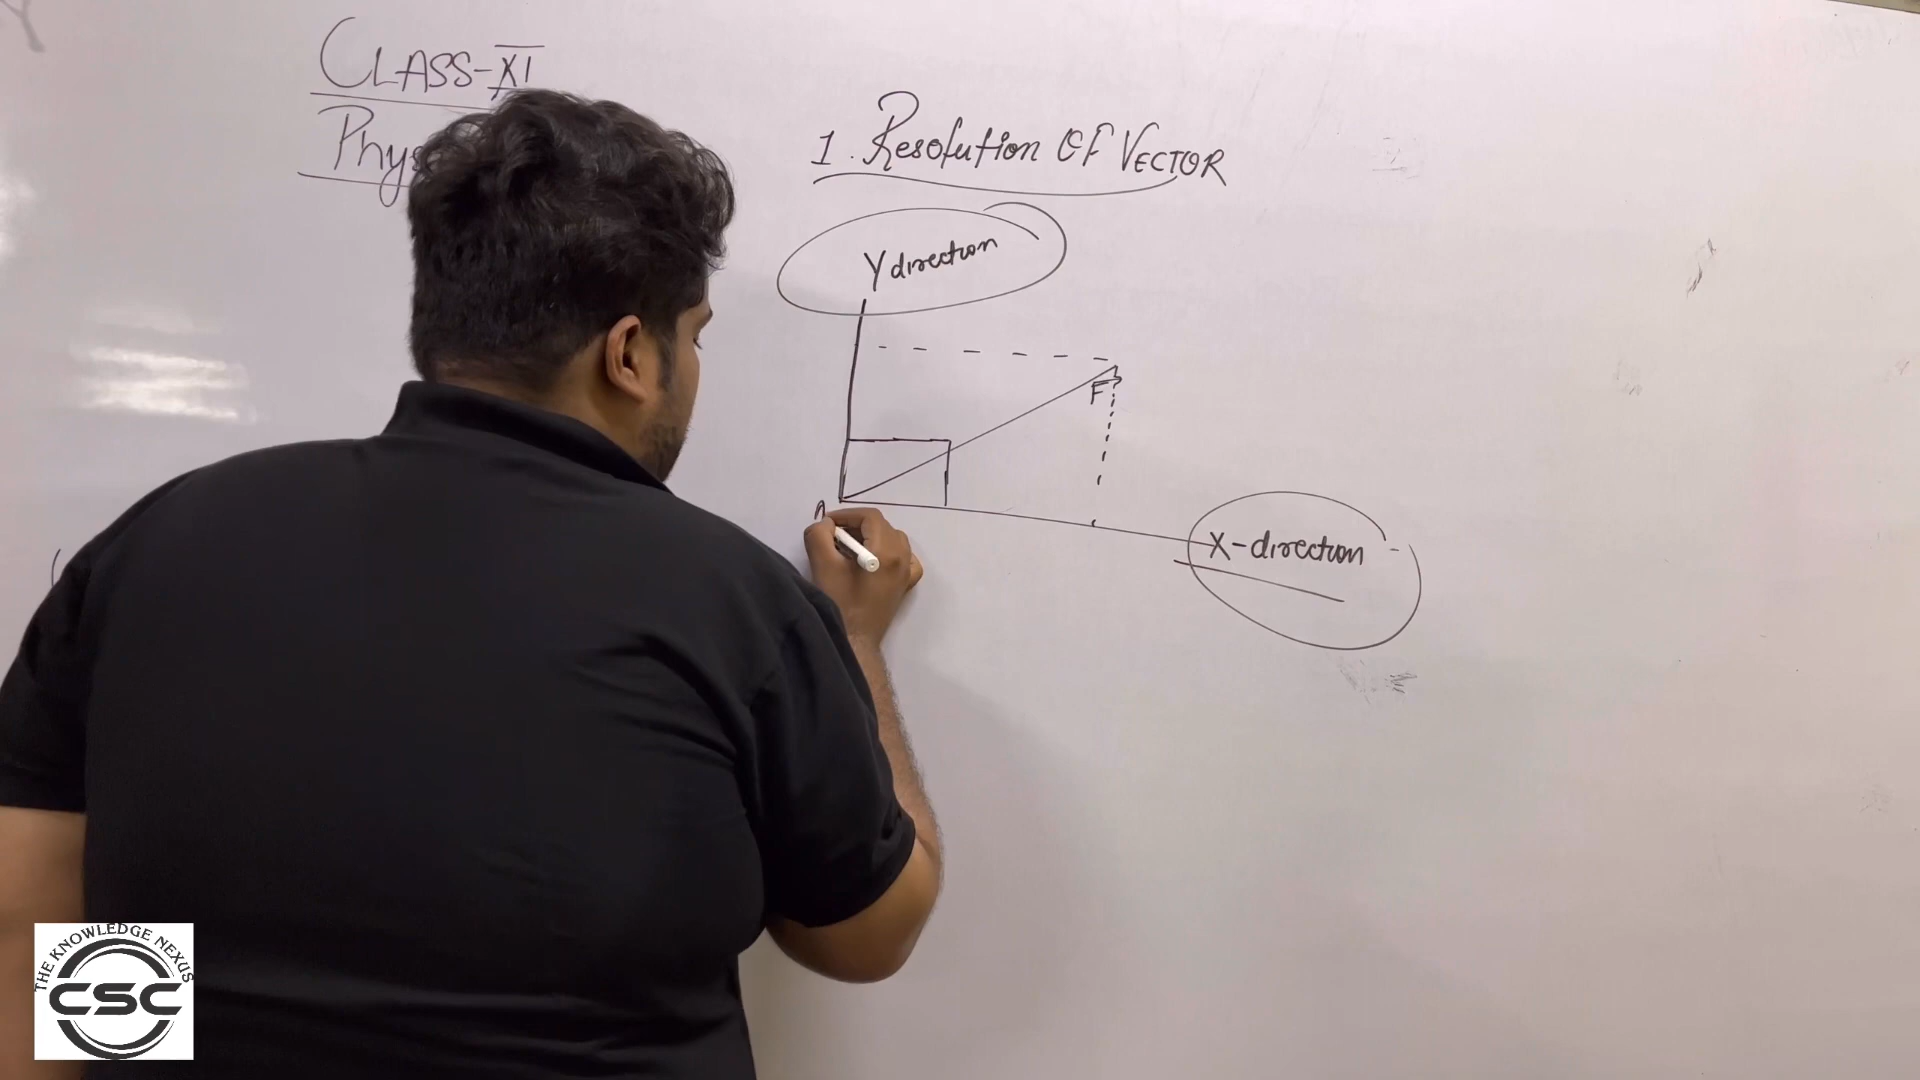 CLASS-XI
1. Resolution OF VECTOR
Y direction
F
X-direction
THE KNOWLEDGE NEXUS
CSC